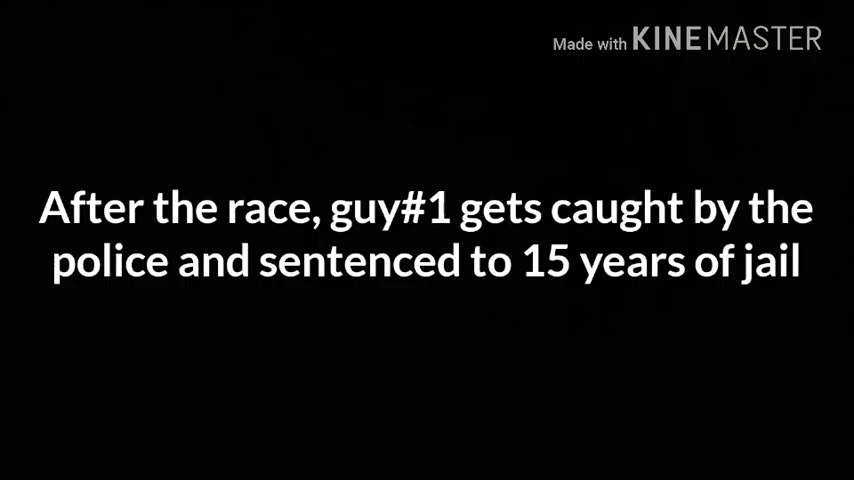 Made with KINEMASTER
After the race, guy#1 gets caught by the
police and sentenced to 15 years of jail